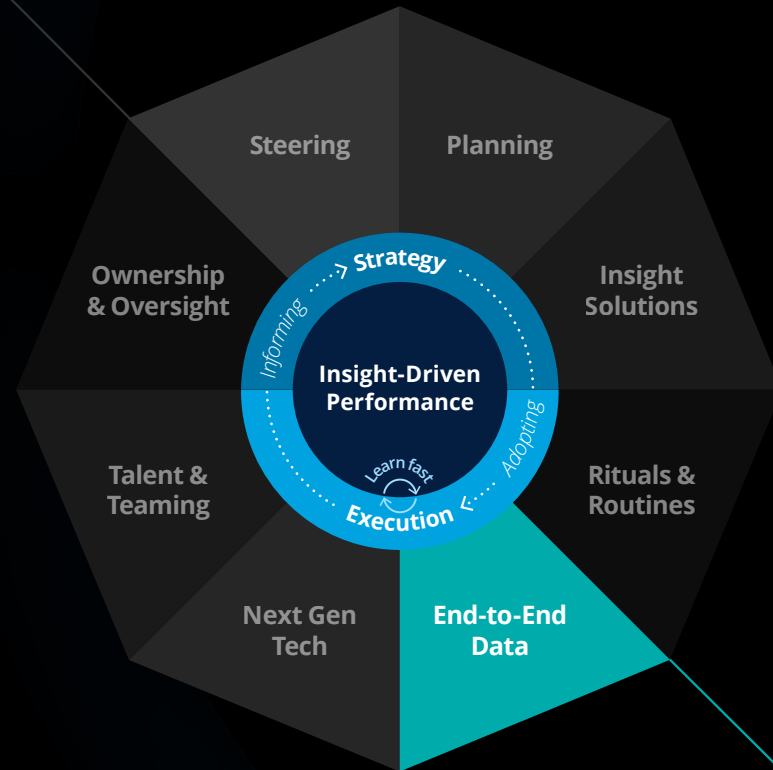 Steering
Planning
Ownership
& Oversight
Insight
Solutions
Strategy
Informing
Insight-Driven
Performance
Adopting
Learn fast
Execution
Talent &
Teaming
Rituals &
Routines
Next Gen
Tech
End-to-End
Data